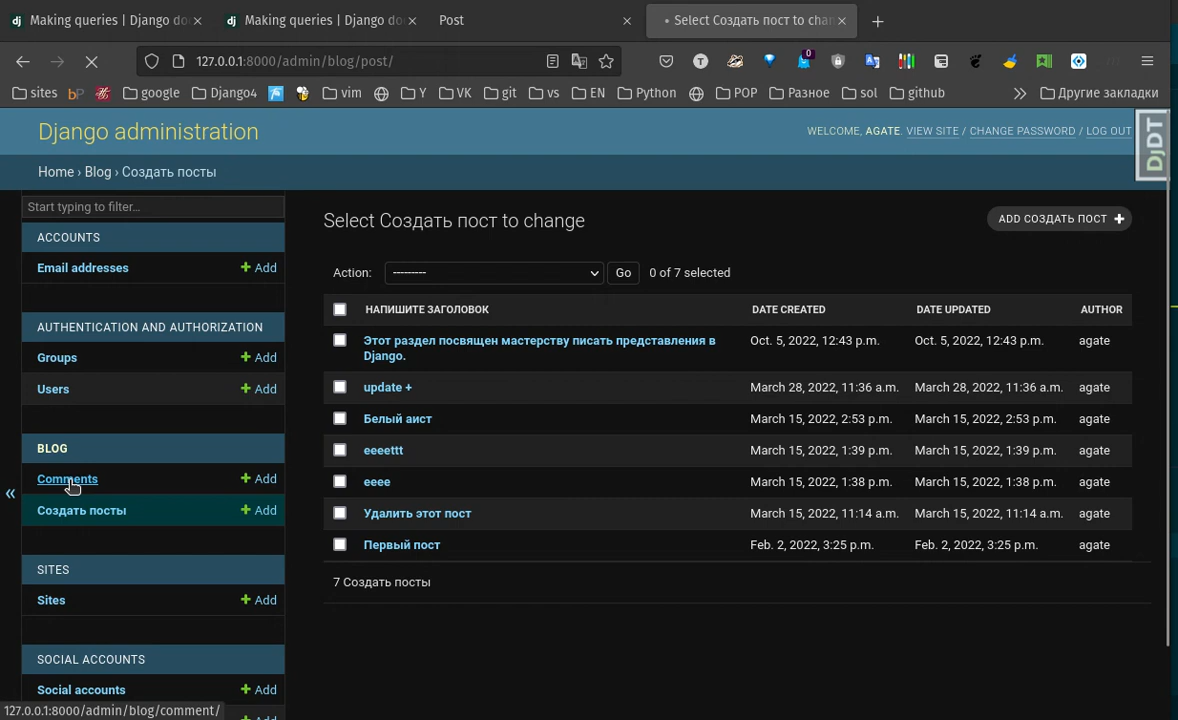 Making queries | Django do
Making queries | Django do
Post
Select Создать пост to chan
127.0.0.1:8000/admin/blog/post/
0
sites
bp
google
Django4
vim
Y
VK
git
vs
EN
Python
POP
Разное
sol
github
Другие закладки
Django administration
WELCOME, AGATE. VIEW SITE / CHANGE PASSWORD / LOG OUT
DjDT
Home › Blog › Создать посты
Start typing to filter...
ACCOUNTS
Email addresses + Add
AUTHENTICATION AND AUTHORIZATION
Groups + Add
Users + Add
BLOG
Comments + Add
«
Создать посты + Add
SITES
Sites + Add
SOCIAL ACCOUNTS
Social accounts + Add
127.0.0.1:8000/admin/blog/comment/
Select Создать пост to change
ADD СОЗДАТЬ ПОСТ +
Action: --------- Go 0 of 7 selected
НАПИШИТЕ ЗАГОЛОВОК DATE CREATED DATE UPDATED AUTHOR
Этот раздел посвящен мастерству писать представления в Oct. 5, 2022, 12:43 p.m. Oct. 5, 2022, 12:43 p.m. agate
Django.
update + March 28, 2022, 11:36 a.m. March 28, 2022, 11:36 a.m. agate
Белый аист March 15, 2022, 2:53 p.m. March 15, 2022, 2:53 p.m. agate
eeeettt March 15, 2022, 1:39 p.m. March 15, 2022, 1:39 p.m. agate
eeee March 15, 2022, 1:38 p.m. March 15, 2022, 1:38 p.m. agate
Удалить этот пост March 15, 2022, 11:14 a.m. March 15, 2022, 11:14 a.m. agate
Первый пост Feb. 2, 2022, 3:25 p.m. Feb. 2, 2022, 3:25 p.m. agate
7 Создать посты